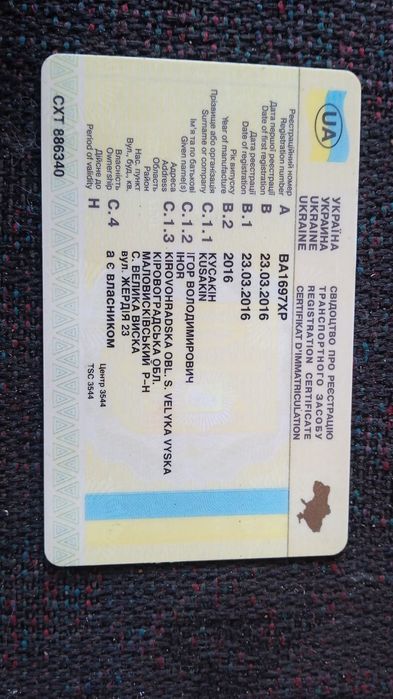 UA
УКРАЇНА
УКРАИНА
UKRAINE
UKRAINE
СВІДОЦТВО ПРО РЕЄСТРАЦІЮ
ТРАНСПОРТНОГО ЗАСОБУ
REGISTRATION CERTIFICATE
CERTIFIKAT D'IMMATRICULATION
Реєстраційний номер
Registration number A BA1697XP
Дата першої реєстрації
Date of first registration B 23.03.2016
Дата реєстрації
Date of registration B.1 23.03.2016
Рік випуску
Year of manufacture B.2 2016
Прізвище або організація C.1.1 КУСАКІН
Surname or company KUSAKIN
Ім'я та по батькові C.1.2 ІГОР ВОЛОДИМИРОВИЧ
Given name(s) IHOR
Адреса C.1.3 KIROVOHRADSKA OBL. S. VELYKA VYSKA
Address
Область КІРОВОГРАДСЬКА ОБЛ.
Район МАЛОВИСКІВСЬКИЙ Р-Н
Нас. пункт С. ВЕЛИКА ВИСКА
Вул., буд., кв. вул. ЖЕРДІЛЯ 23
Власність
Ownership C.4 а є власником
Дійсне до
Period of validity H
Центр 3544
TSC 3544
СХТ 886340